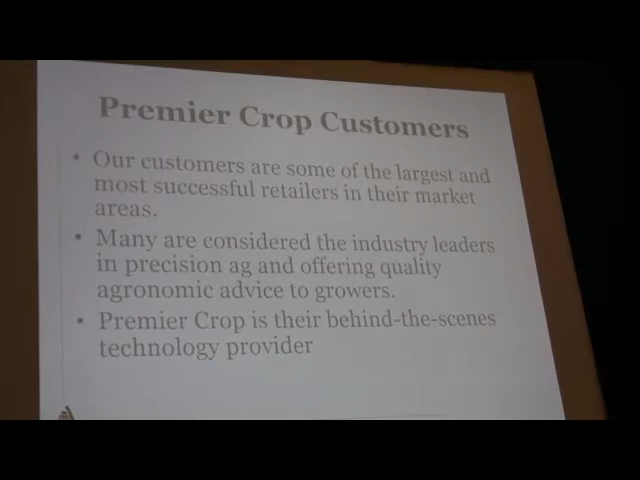 Premier Crop Customers
• Our customers are some of the largest and
most successful retailers in their market
areas.
• Many are considered the industry leaders
in precision ag and offering quality
agronomic advice to growers.
• Premier Crop is their behind-the-scenes
technology provider